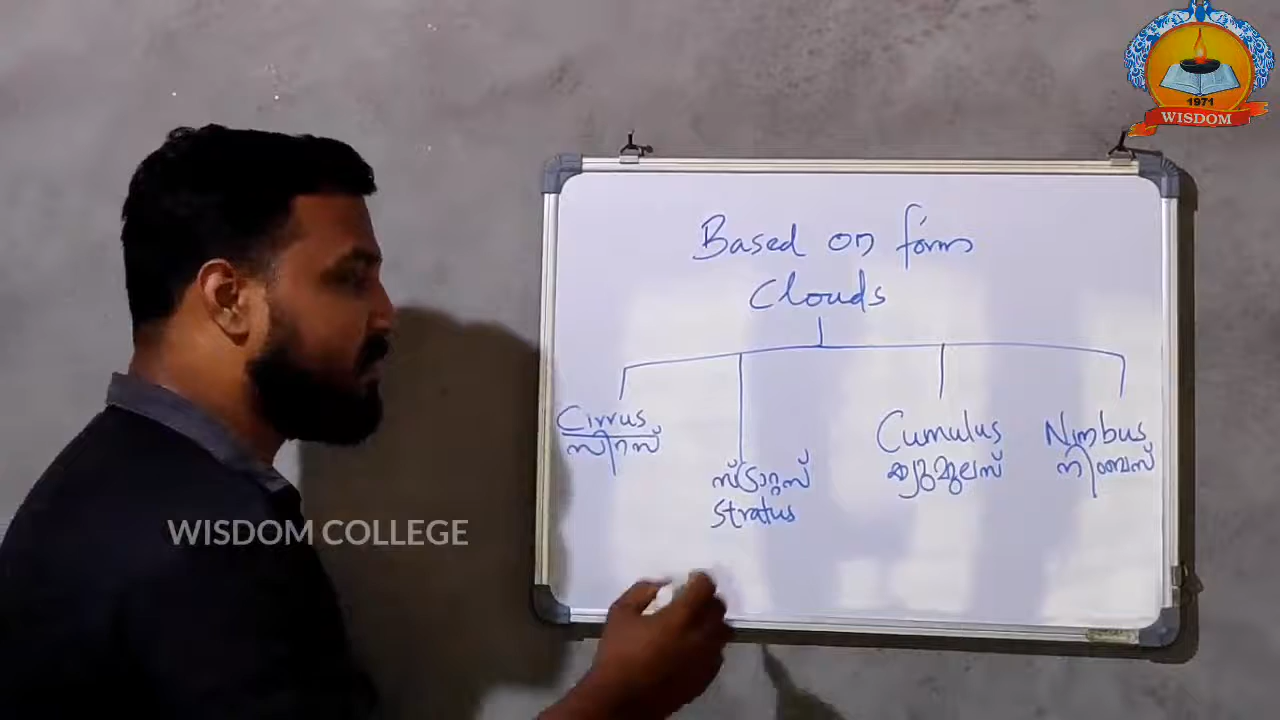 1971
WISDOM
Based on form
Clouds
Cirrus
സിറസ്
സ്ട്രാറ്റസ്
Stratus
Cumulus
ക്യുമുലസ്
Nimbus
നിംബസ്
WISDOM COLLEGE